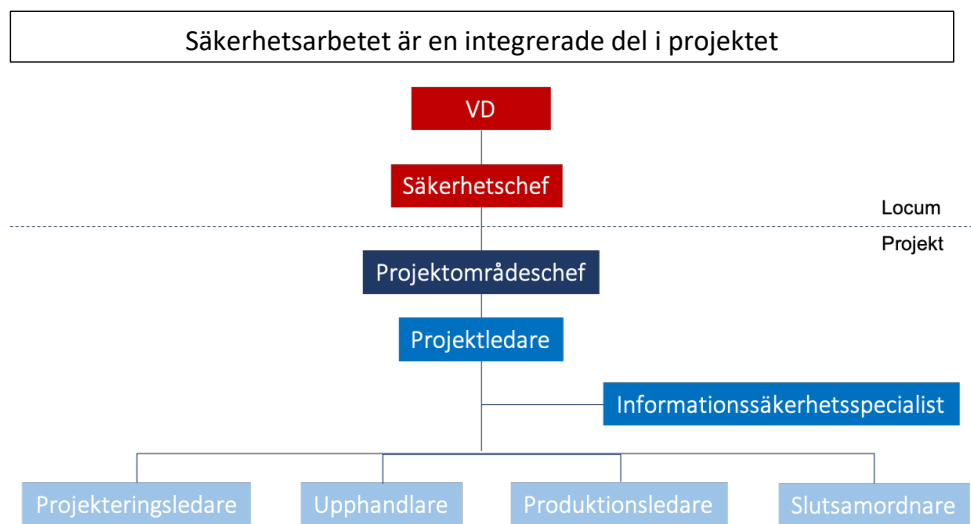 Säkerhetsarbetet är en integrerade del i projektet
VD
Säkerhetschef
Locum
Projekt
Projektområdeschef
Projektledare
Informationssäkerhetsspecialist
Projekteringsledare
Upphandlare
Produktionsledare
Slutsamordnare